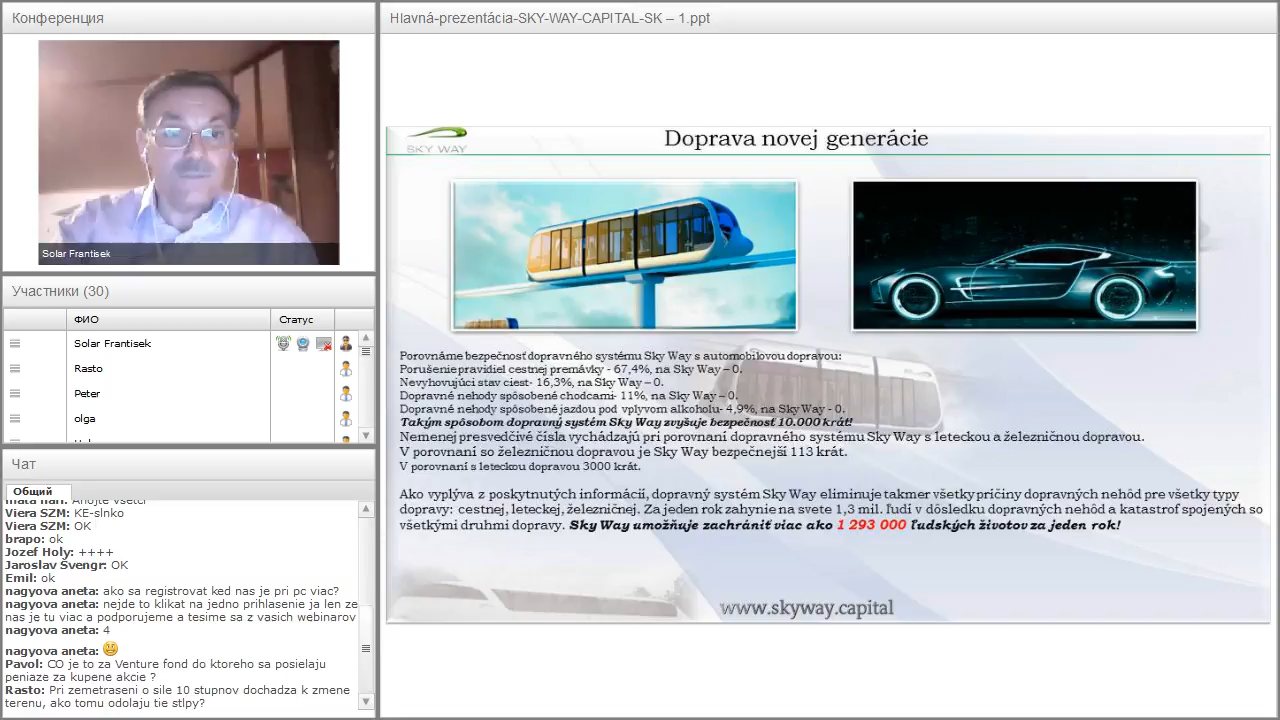 Конференция
Solar Frantisek
Участники (30)
ФИО
Статус
Solar Frantisek
Rasto
Peter
olga
Чат
Общий
mata hari: Ahojte vsetci
Viera SZM: KE-slnko
Viera SZM: OK
brapo: ok
Jozef Holy: ++++
Jaroslav Svengr: OK
Emil: ok
nagyova aneta: ako sa registrovat ked nas je pri pc viac?
nagyova aneta: nejde to klikat na jedno prihlasenie ja len ze
nas je tu viac a podporujeme a tesime sa z vasich webinarov
nagyova aneta: 4
nagyova aneta:
Pavol: CO je to za Venture fond do ktoreho sa posielaju
peniaze za kupene akcie ?
Rasto: Pri zemetraseni o sile 10 stupnov dochadza k zmene
terenu, ako tomu odolaju tie stlpy?
Hlavná-prezentácia-SKY-WAY-CAPITAL-SK – 1.ppt
SKY WAY
Doprava novej generácie
Porovnáme bezpečnosť dopravného systému Sky Way s automobilovou dopravou:
Porušenie pravidiel cestnej premávky - 67,4%, na Sky Way – 0.
Nevyhovujúci stav ciest- 16,3%, na Sky Way – 0.
Dopravné nehody spôsobené chodcami- 11%, na Sky Way – 0.
Dopravné nehody spôsobené jazdou pod vplyvom alkoholu- 4,9%, na Sky Way - 0.
Takým spôsobom dopravný systém Sky Way zvyšuje bezpečnosť 10.000 krát!
Nemenej presvedčivé čísla vychádzajú pri porovnaní dopravného systému Sky Way s leteckou a železničnou dopravou.
V porovnaní so železničnou dopravou je Sky Way bezpečnejší 113 krát.
V porovnaní s leteckou dopravou 3000 krát.
Ako vyplýva z poskytnutých informácií, dopravný systém Sky Way eliminuje takmer všetky príčiny dopravných nehôd pre všetky typy
dopravy: cestnej, leteckej, železničnej. Za jeden rok zahynie na svete 1,3 mil. ľudí v dôsledku dopravných nehôd a katastrof spojených so
všetkými druhmi dopravy. Sky Way umožňuje zachrániť viac ako 1 293 000 ľudských životov za jeden rok!
www.skyway.capital